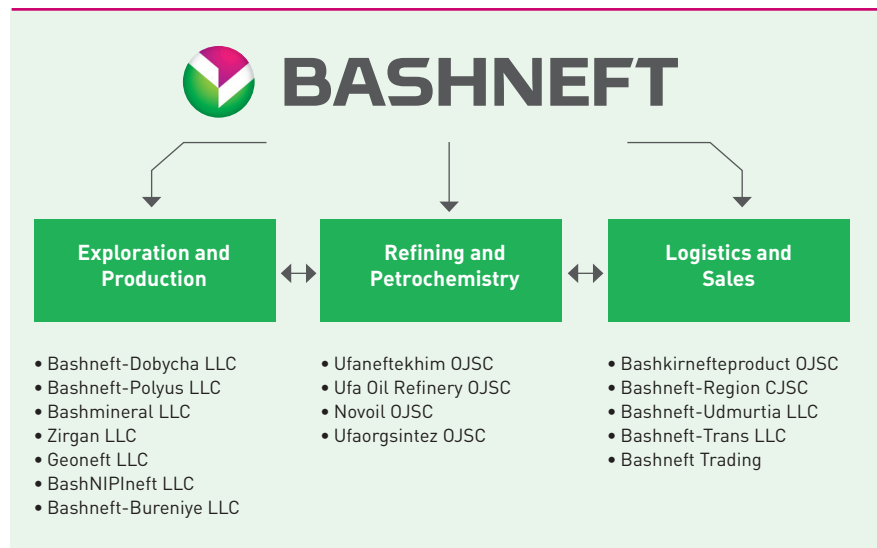 BASHNEFT
Exploration and
Production
Refining and
Petrochemistry
Logistics and
Sales
• Bashneft-Dobycha LLC
• Bashneft-Polyus LLC
• Bashmineral LLC
• Zirgan LLC
• Geoneft LLC
• BashNIPIneft LLC
• Bashneft-Bureniye LLC
• Ufaneftekhim OJSC
• Ufa Oil Refinery OJSC
• Novoil OJSC
• Ufaorgsintez OJSC
• Bashkirnefteproduct OJSC
• Bashneft-Region CJSC
• Bashneft-Udmurtia LLC
• Bashneft-Trans LLC
• Bashneft Trading